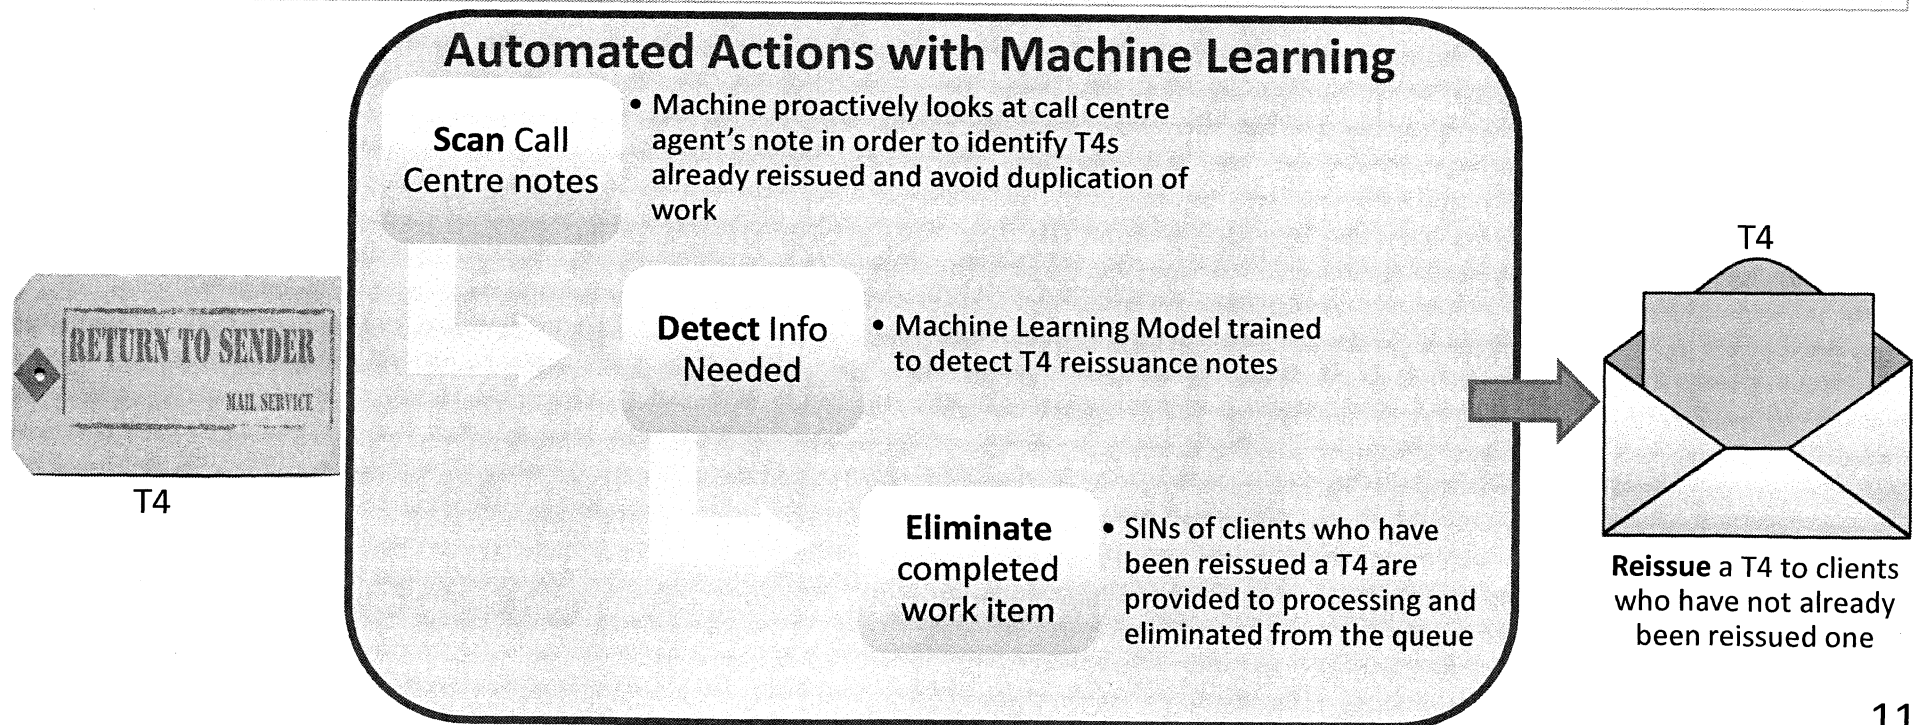 Automated Actions with Machine Learning
Scan Call
Centre notes
• Machine proactively looks at call centre
agent's note in order to identify T4s
already reissued and avoid duplication of
work
RETURN TO SENDER
MAIL SERVICE
T4
Detect Info
Needed
• Machine Learning Model trained
to detect T4 reissuance notes
Eliminate
completed
work item
• SINs of clients who have
been reissued a T4 are
provided to processing and
eliminated from the queue
T4
Reissue a T4 to clients
who have not already
been reissued one
11